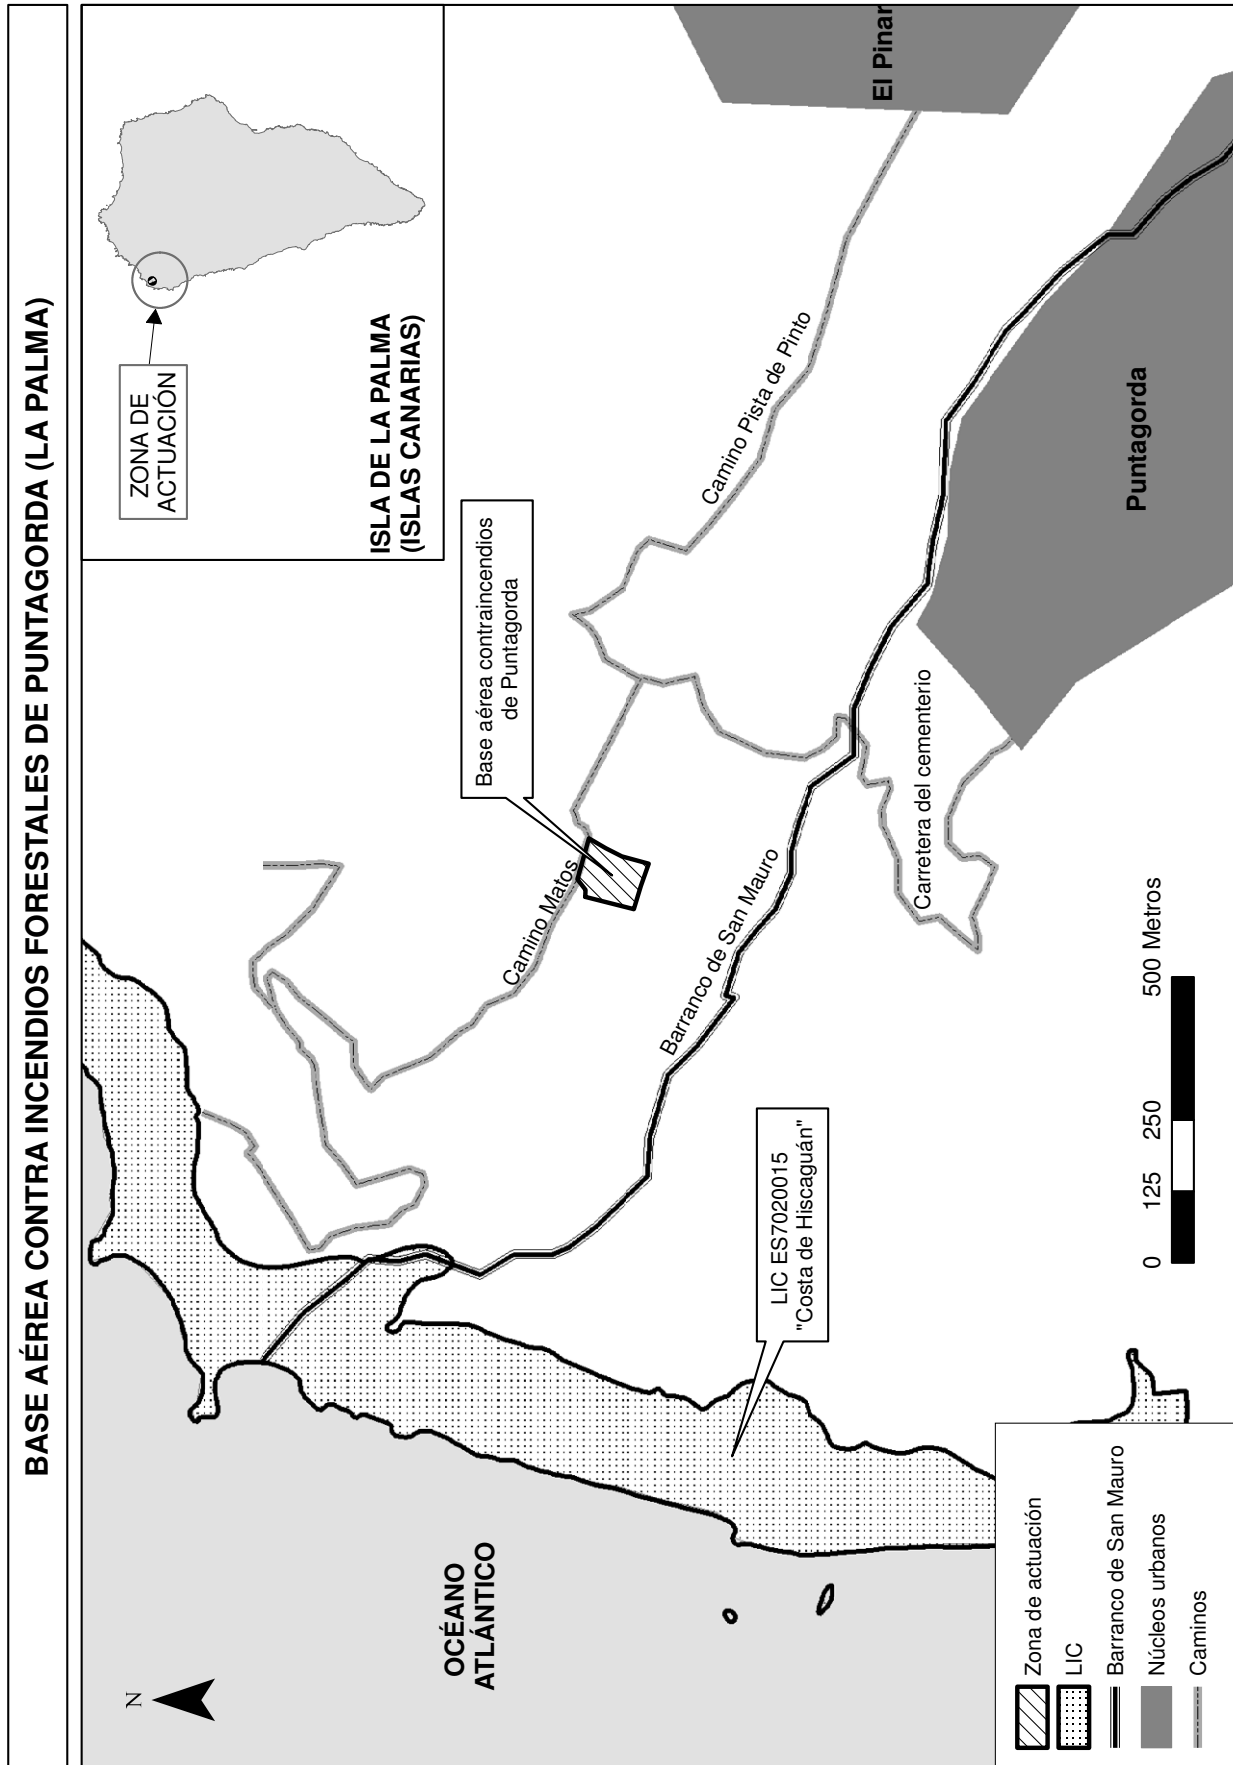 BASE AÉREA CONTRA INCENDIOS FORESTALES DE PUNTAGORDA (LA PALMA)
N
OCÉANO
ATLÁNTICO
ZONA DE
ACTUACIÓN
ISLA DE LA PALMA
(ISLAS CANARIAS)
Base aérea contraincendios
de Puntagorda
Camino Matos
Camino Pista de Pinto
El Pinar
Barranco de San Mauro
LIC ES7020015
"Costa de Hiscaguán"
Carretera del cementerio
Puntagorda
0 125 250 500 Metros
Zona de actuación
LIC
Barranco de San Mauro
Núcleos urbanos
Caminos